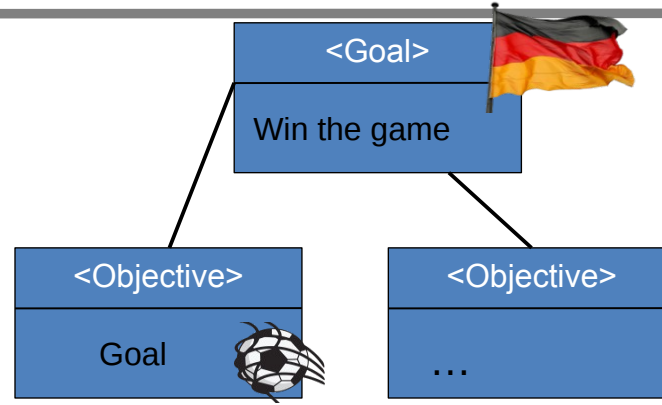 <Goal>
Win the game
<Objective>
Goal
<Objective>
...